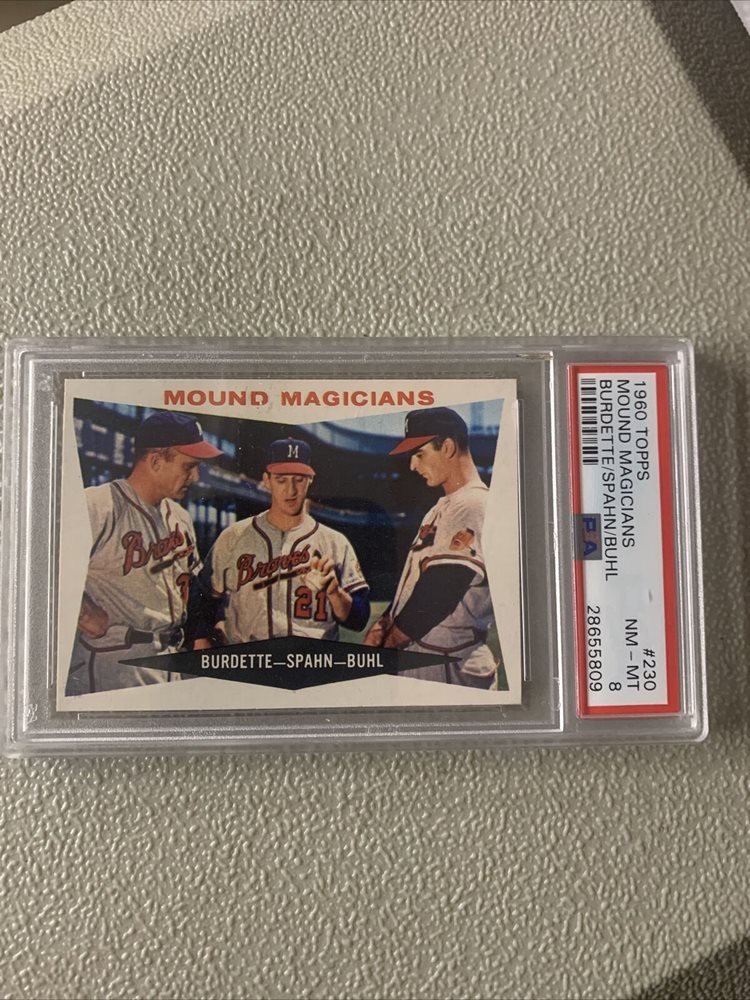 MOUND MAGICIANS
M
Braves
Braves
21
BURDETTE—SPAHN—BUHL
1960 TOPPS
MOUND MAGICIANS
BURDETTE/SPAHN/BUHL
#230
NM – MT
8
28655809